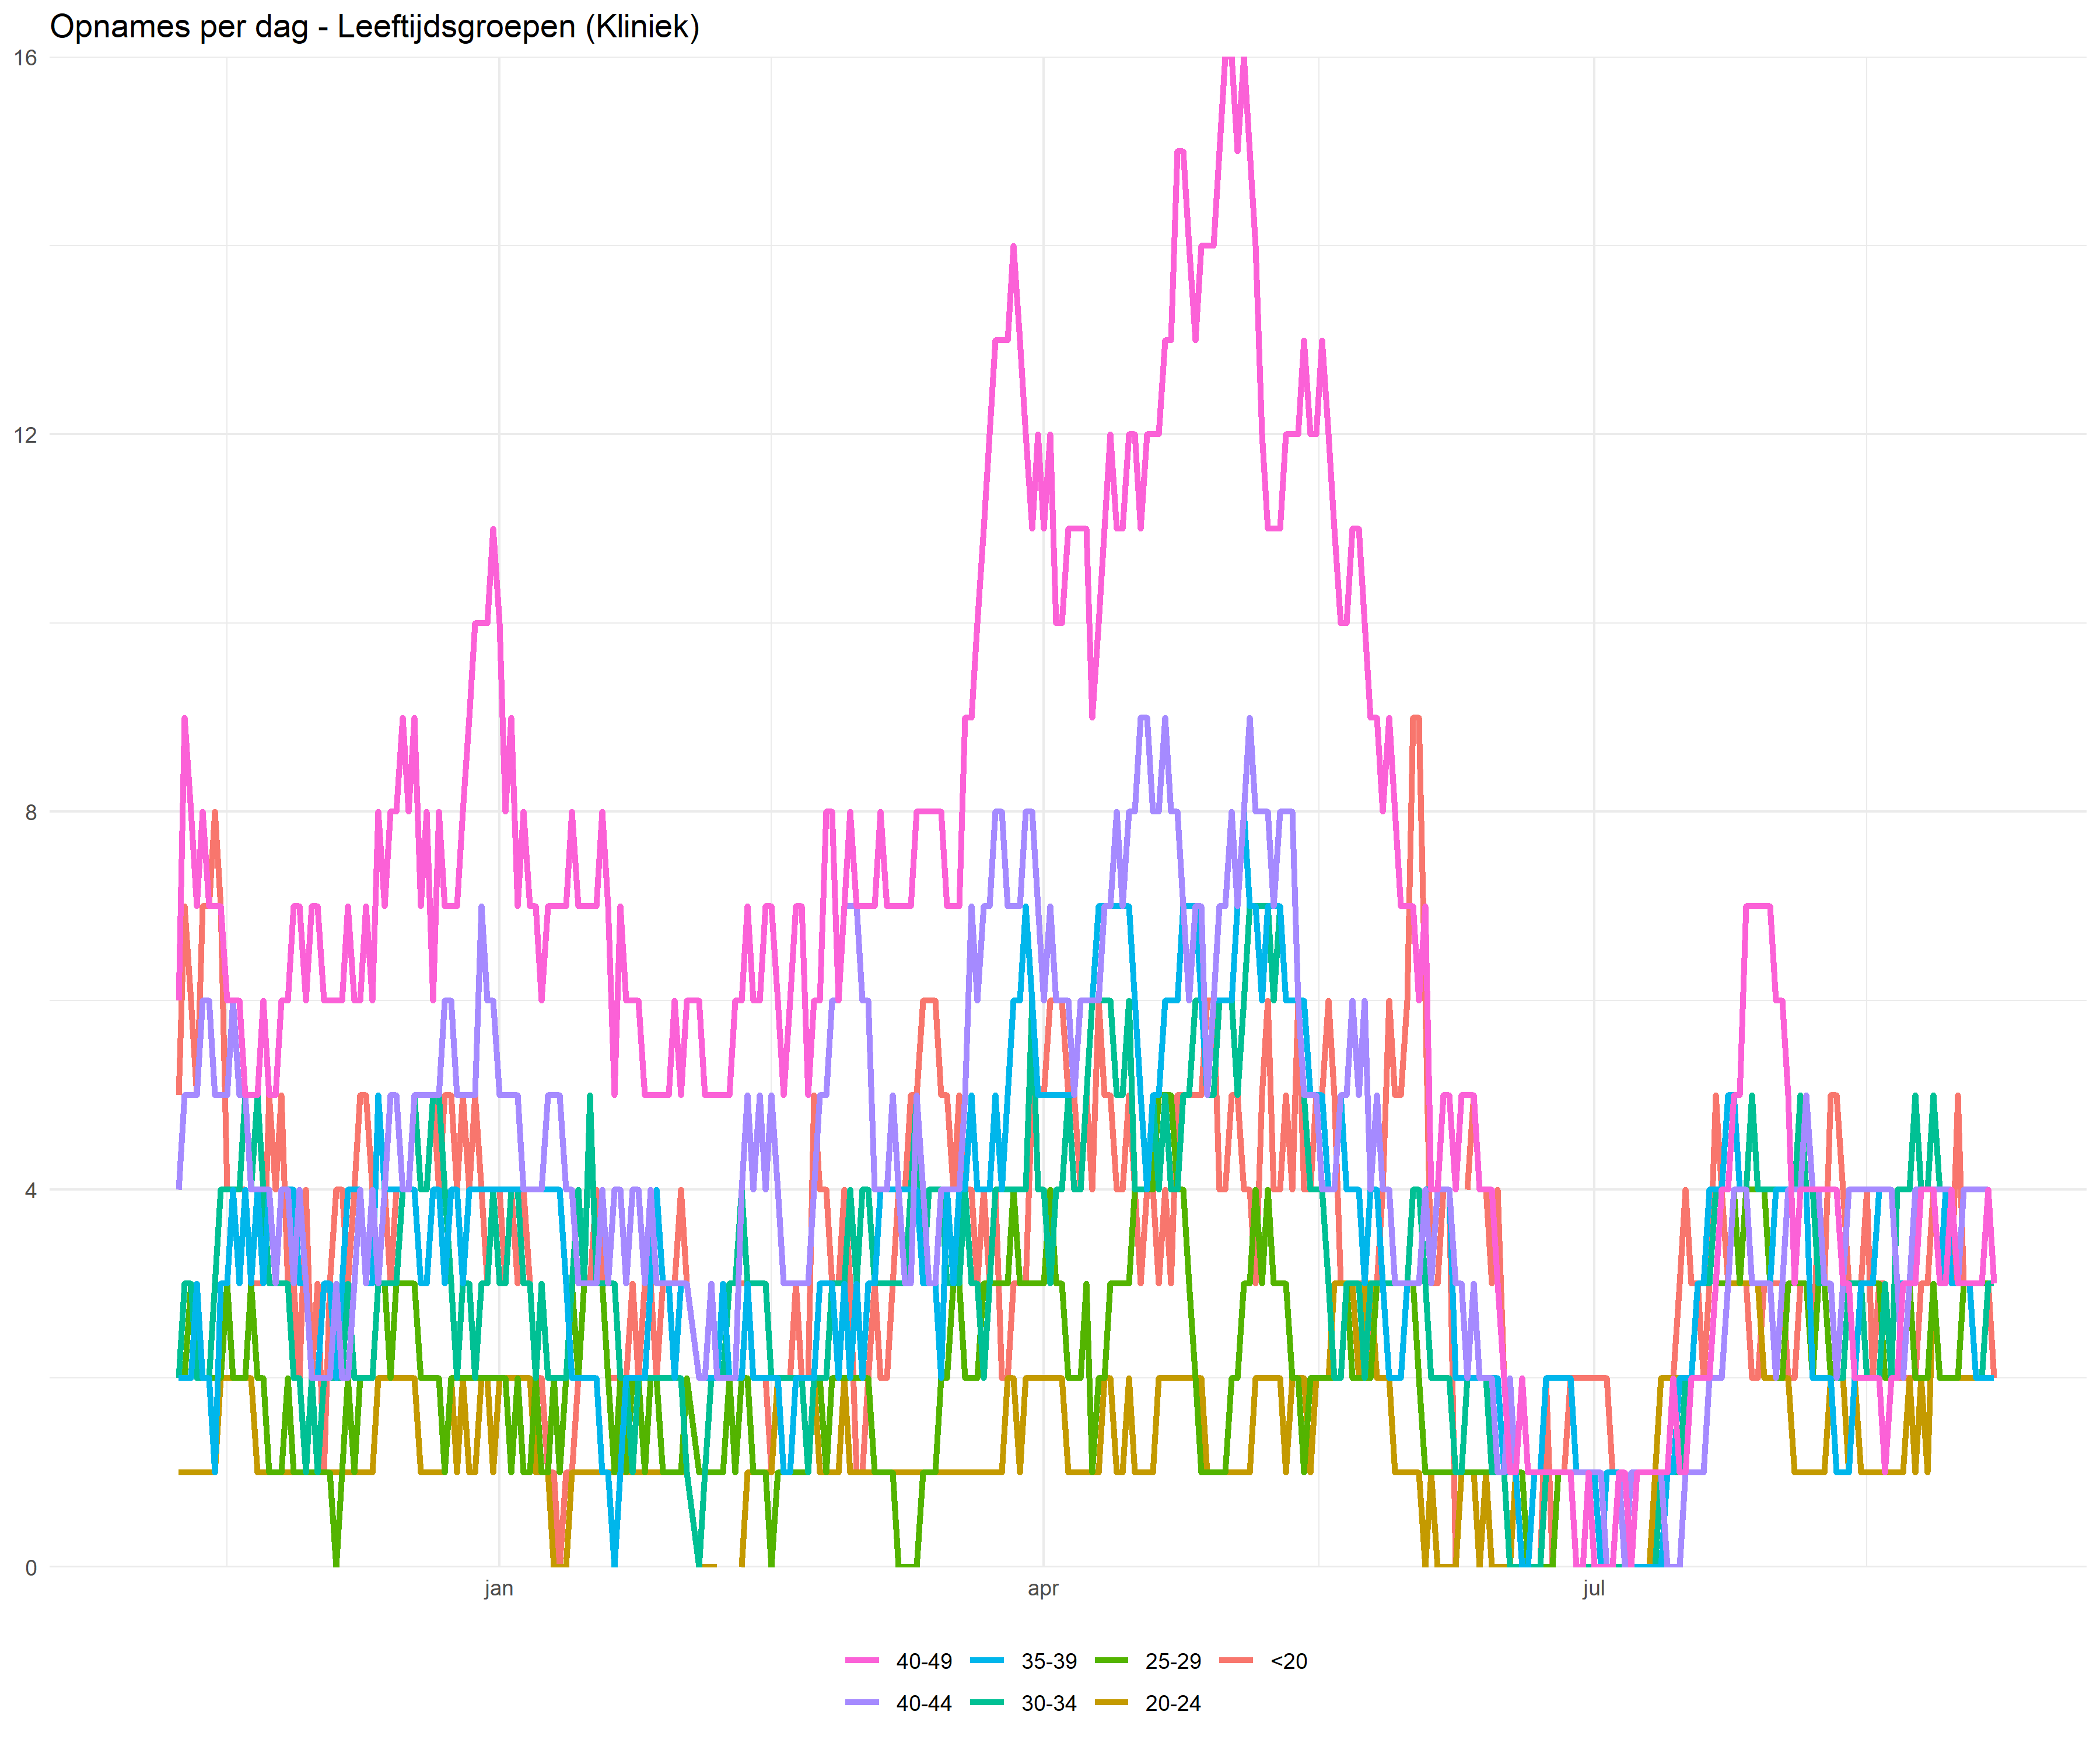 Opnames per dag - Leeftijdsgroepen (Kliniek)
16
12
8
4
0
jan apr jul
40-49 35-39 25-29 <20
40-44 30-34 20-24